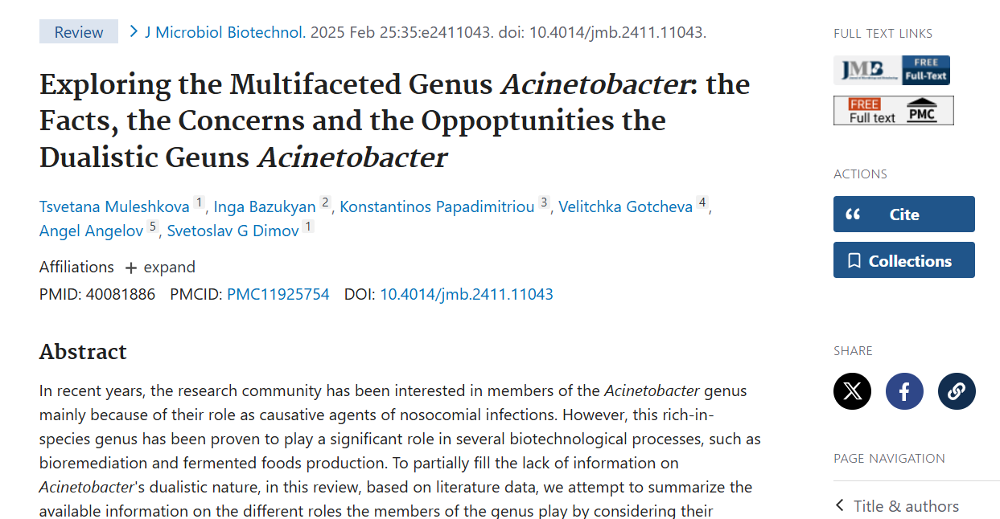 Review > J Microbiol Biotechnol. 2025 Feb 25:35:e2411043. doi: 10.4014/jmb.2411.11043.
Exploring the Multifaceted Genus Acinetobacter: the
Facts, the Concerns and the Oppoptunities the
Dualistic Geuns Acinetobacter
Tsvetana Muleshkova 1, Inga Bazukyan 2, Konstantinos Papadimitriou 3, Velitchka Gotcheva 4,
Angel Angelov 5, Svetoslav G Dimov 1
Affiliations + expand
PMID: 40081886 PMCID: PMC11925754 DOI: 10.4014/jmb.2411.11043
Abstract
In recent years, the research community has been interested in members of the Acinetobacter genus
mainly because of their role as causative agents of nosocomial infections. However, this rich-in-
species genus has been proven to play a significant role in several biotechnological processes, such as
bioremediation and fermented foods production. To partially fill the lack of information on
Acinetobacter's dualistic nature, in this review, based on literature data, we attempt to summarize the
available information on the different roles the members of the genus play by considering their
FULL TEXT LINKS
JMB FREE
Full-Text
FREE
Full text PMC
ACTIONS
Cite
Collections
SHARE
PAGE NAVIGATION
Title & authors